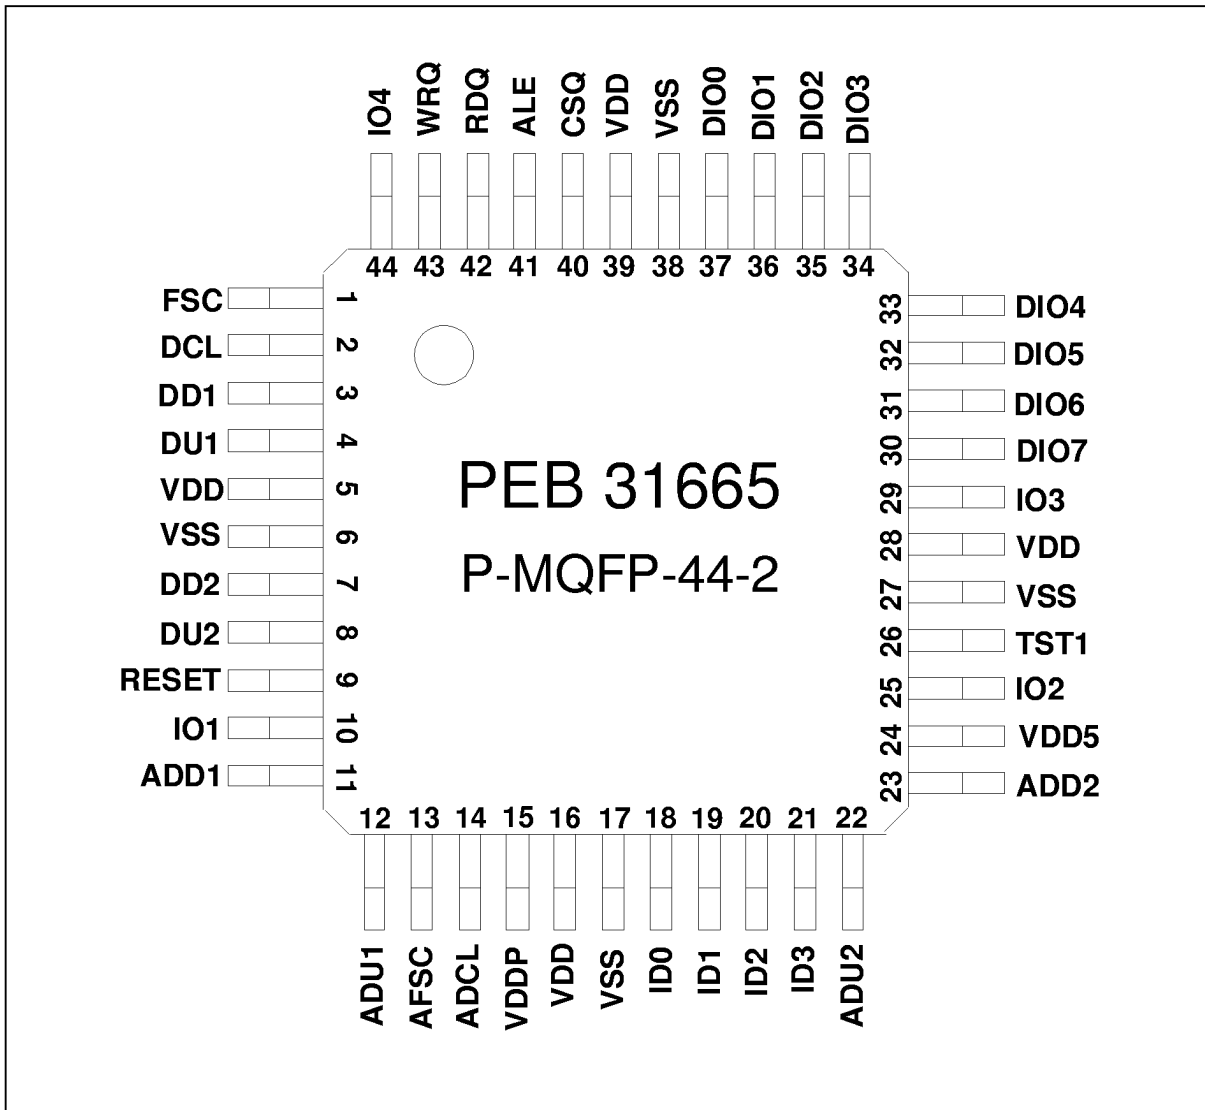 IO4 WRQ RDQ ALE CSQ VDD VSS DIO0 DIO1 DIO2 DIO3
44 43 42 41 40 39 38 37 36 35 34
FSC 1
DCL 2
DD1 3
DU1 4
VDD 5
VSS 6
DD2 7
DU2 8
RESET 9
IO1 10
ADD1 11
PEB 31665
P-MQFP-44-2
33 DIO4
32 DIO5
31 DIO6
30 DIO7
29 IO3
28 VDD
27 VSS
26 TST1
25 IO2
24 VDD5
23 ADD2
12 13 14 15 16 17 18 19 20 21 22
ADU1 AFSC ADCL VDDP VDD VSS ID0 ID1 ID2 ID3 ADU2